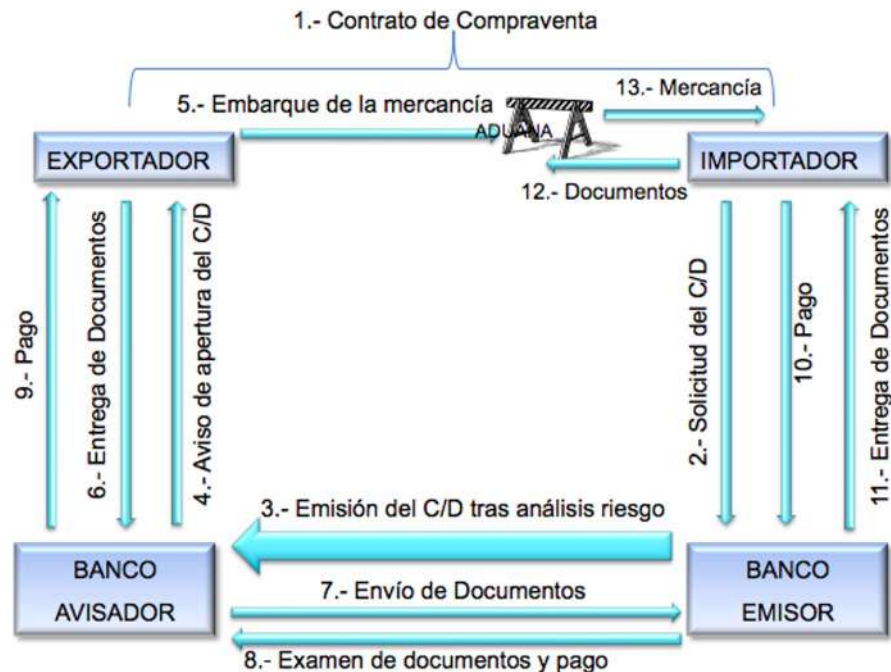 1.- Contrato de Compraventa
5.- Embarque de la mercancía
13.- Mercancía
ADUANA
EXPORTADOR
IMPORTADOR
12.- Documentos
9.- Pago
6.- Entrega de Documentos
4.- Aviso de apertura del C/D
2.- Solicitud del C/D
10.- Pago
11.- Entrega de Documentos
3.- Emisión del C/D tras análisis riesgo
BANCO
AVISADOR
7.- Envío de Documentos
BANCO
EMISOR
8.- Examen de documentos y pago